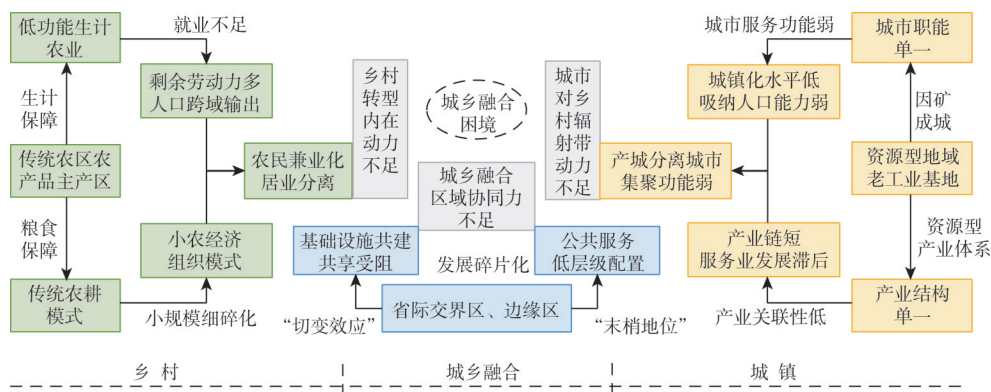 低功能生计
农业
就业不足
剩余劳动力多
人口跨域输出
生计
保障
传统农区农
产品主产区
农民兼业化
居业分离
粮食
保障
小农经济
组织模式
传统农耕
模式
小规模细碎化
乡村
转型
内在
动力
不足
城乡融合
困境
城乡融合
区域协同力
不足
基础设施共建
共享受阻
发展碎片化
公共服务
低层级配置
“切变效应”
省际交界区、边缘区
“末梢地位”
城市
对乡
村辐
射带
动力
不足
城市服务功能弱
城市职能
单一
城镇化水平低
吸纳人口能力弱
因矿
成城
产城分离城市
集聚功能弱
资源型地域
老工业基地
产业链短
服务业发展滞后
资源型
产业体系
产业关联性低
产业结构
单一
乡 村
城乡融合
城 镇